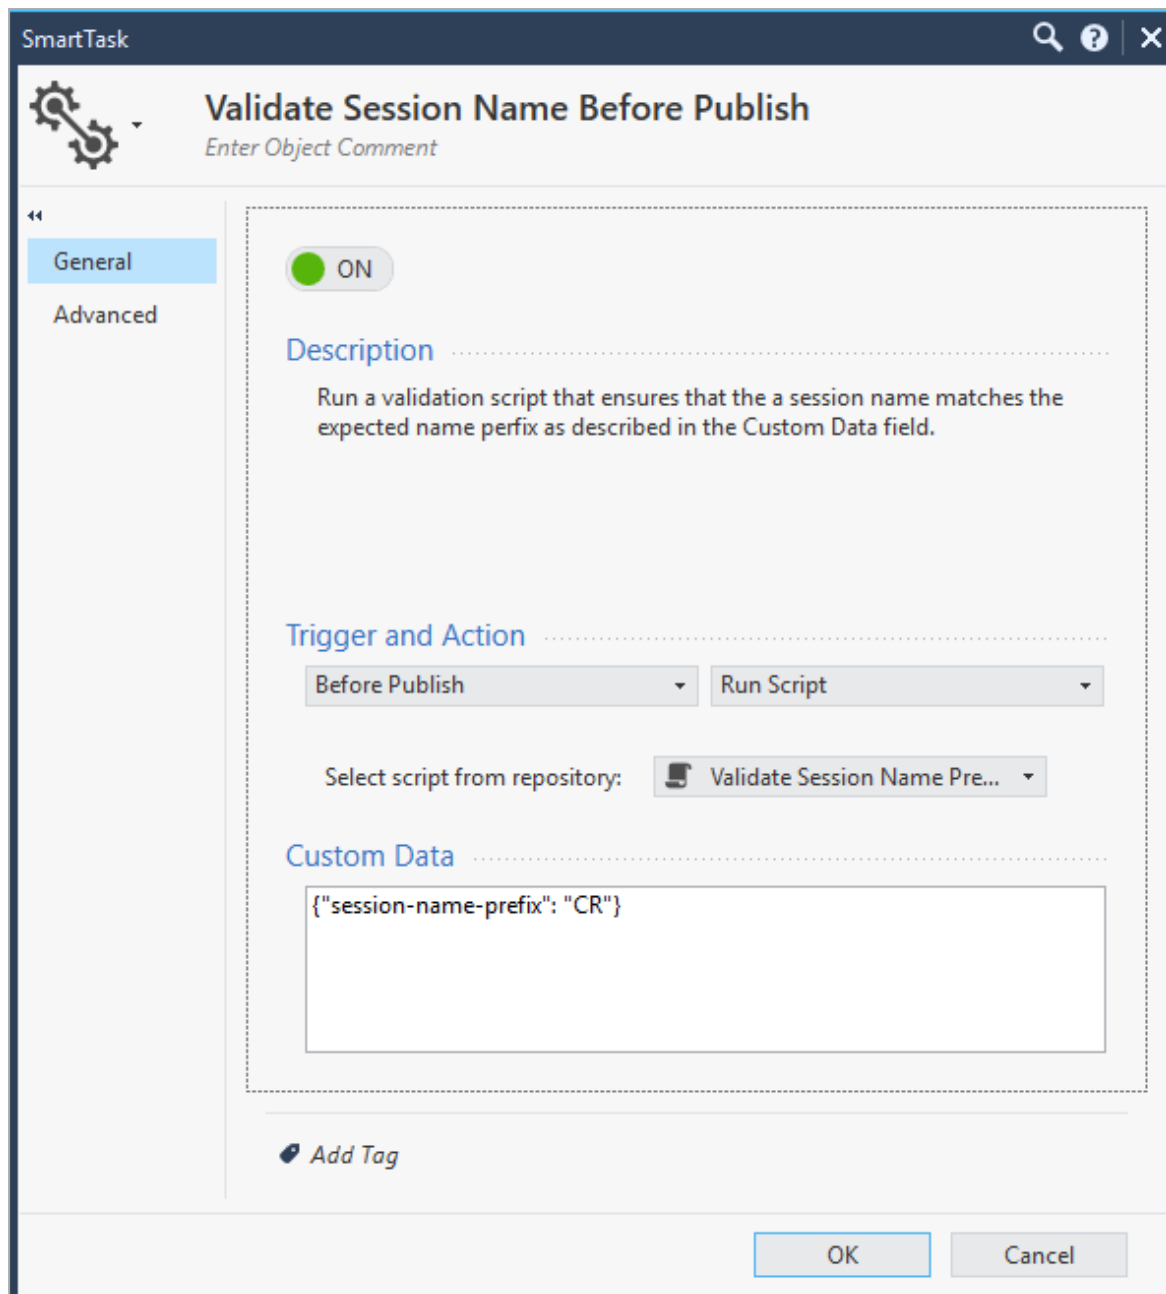 SmartTask
Validate Session Name Before Publish
Enter Object Comment
General
Advanced
ON
Description
Run a validation script that ensures that the a session name matches the
expected name perfix as described in the Custom Data field.
Trigger and Action
Before Publish
Run Script
Select script from repository:
Validate Session Name Pre...
Custom Data
{"session-name-prefix": "CR"}
Add Tag
OK
Cancel